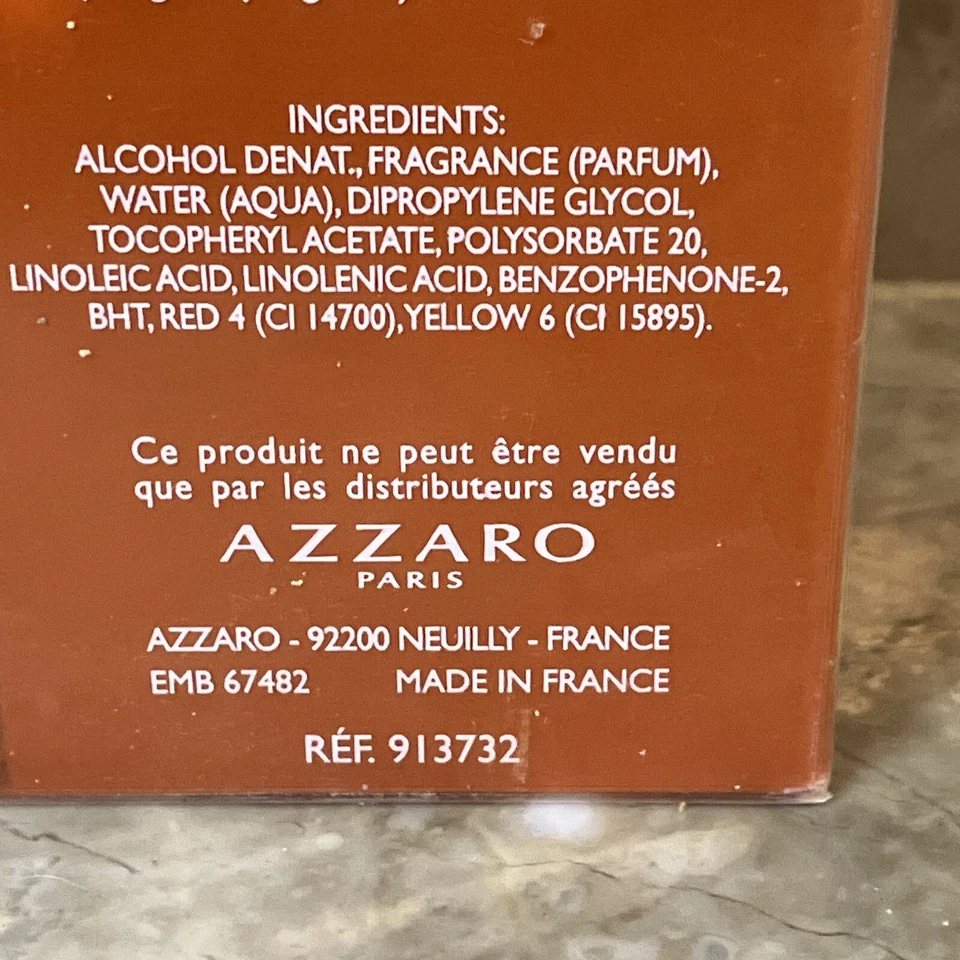 INGREDIENTS:
ALCOHOL DENAT., FRAGRANCE (PARFUM),
WATER (AQUA), DIPROPYLENE GLYCOL,
TOCOPHERYL ACETATE, POLYSORBATE 20,
LINOLEIC ACID, LINOLENIC ACID, BENZOPHENONE-2,
BHT, RED 4 (CI 14700), YELLOW 6 (CI 15895).
Ce produit ne peut être vendu
que par les distributeurs agréés
AZZARO
PARIS
AZZARO - 92200 NEUILLY - FRANCE
EMB 67482 MADE IN FRANCE
RÉF. 913732